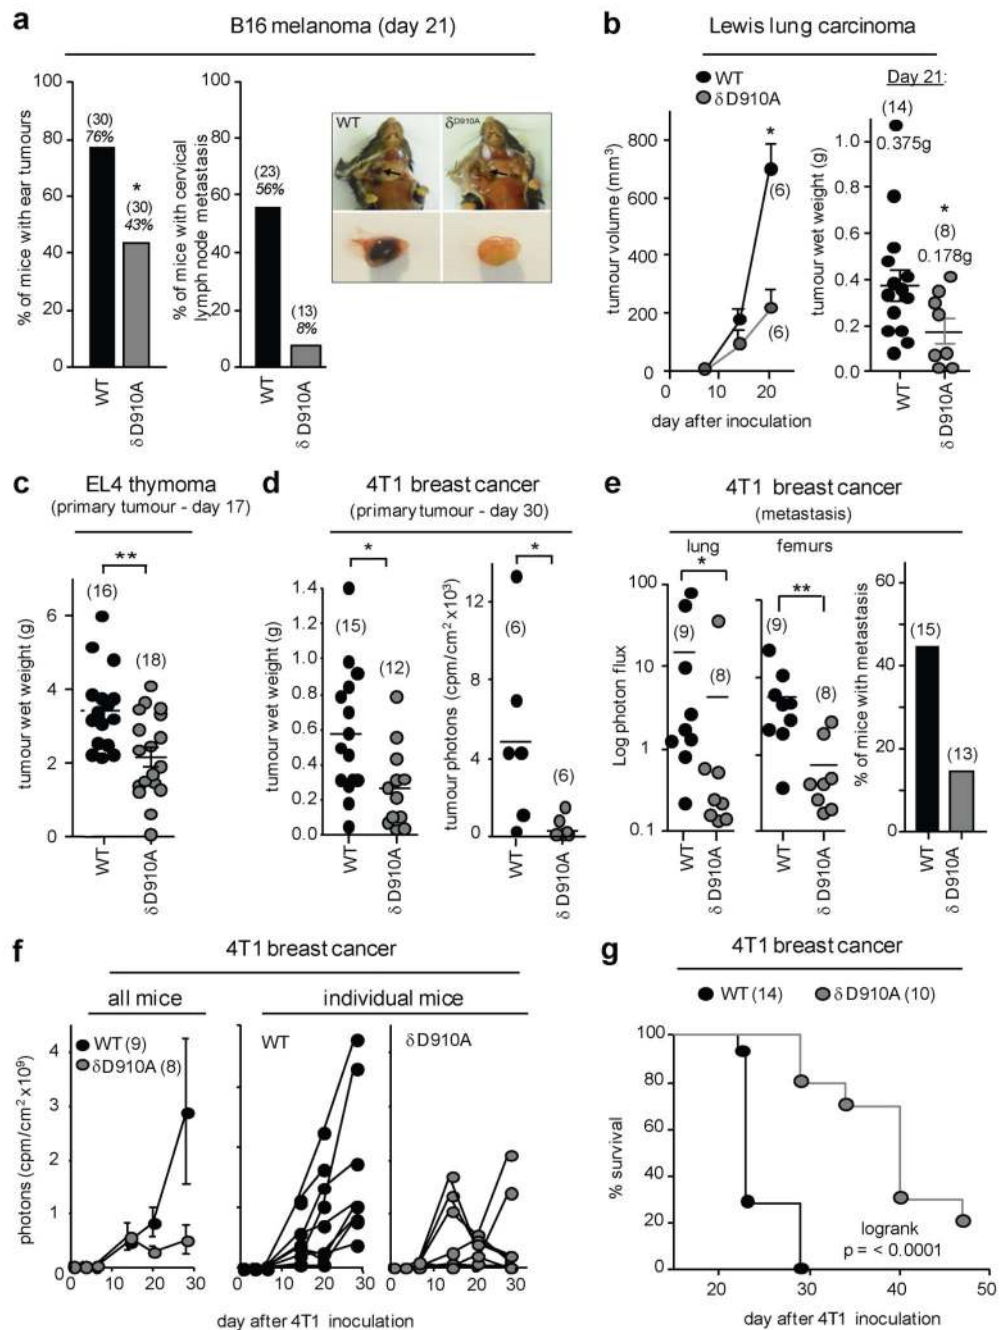 a
B16 melanoma (day 21)
% of mice with ear tumours
100
80
60
40
20
0
(30)
76%
*
(30)
43%
WT
δ D910A
% of mice with cervical
lymph node metastasis
100
80
60
40
20
0
(23)
56%
(13)
8%
WT
δ D910A
WT
δD910A
b
Lewis lung carcinoma
WT
δ D910A
tumour volume (mm3)
800
600
400
200
0
*
(6)
(6)
0 10 20
day after inoculation
Day 21:
tumour wet weight (g)
1.0
0.8
0.6
0.4
0.2
0.0
(14)
0.375g
*
(8)
0.178g
WT
δ D910A
c
EL4 thymoma
(primary tumour - day 17)
**
tumour wet weight (g)
6
4
2
0
(16)
(18)
WT
δ D910A
d
4T1 breast cancer
(primary tumour - day 30)
*
tumour wet weight (g)
1.4
1.2
1.0
0.8
0.6
0.4
0.2
0.0
(15)
(12)
WT
δ D910A
*
tumour photons (cpm/cm2 x103)
12
8
4
0
(6)
(6)
WT
δ D910A
e
4T1 breast cancer
(metastasis)
lung
femurs
*
**
Log photon flux
100
10
1
0.1
(9)
(8)
WT
δ D910A
(9)
(8)
WT
δ D910A
% of mice with metastasis
60
40
20
0
(15)
(13)
WT
δ D910A
f
4T1 breast cancer
all mice
individual mice
WT (9)
δD910A (8)
photons (cpm/cm2 x109)
4
3
2
1
0
0 10 20 30
WT
0 10 20 30
δD910A
0 10 20 30
day after 4T1 inoculation
g
4T1 breast cancer
WT (14)
δD910A (10)
% survival
100
80
60
40
20
0
logrank
p = < 0.0001
20 30 40 50
day after 4T1 inoculation